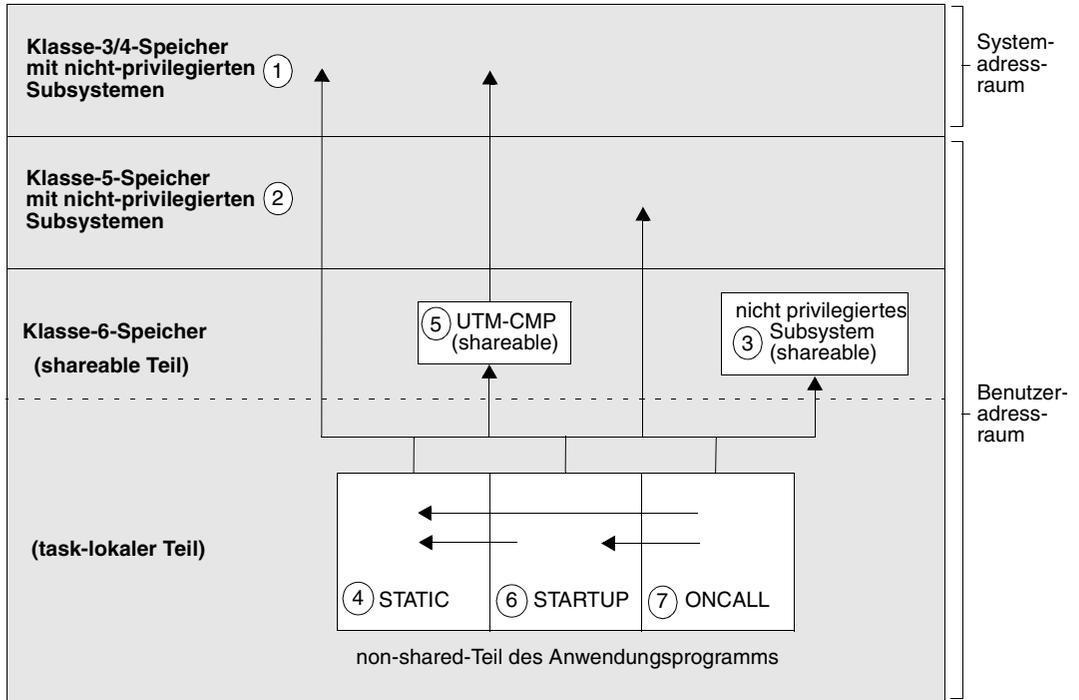 Klasse-3/4-Speicher
mit nicht-privilegierten 1
Subsystemen
System-
adress-
raum
Klasse-5-Speicher
mit nicht-privilegierten 2
Subsystemen
Klasse-6-Speicher
(shareable Teil)
5 UTM-CMP
(shareable)
nicht privilegiertes
Subsystem
3 (shareable)
Benutzer-
adress-
raum
(task-lokaler Teil)
4 STATIC
6 STARTUP
7 ONCALL
non-shared-Teil des Anwendungsprogramms